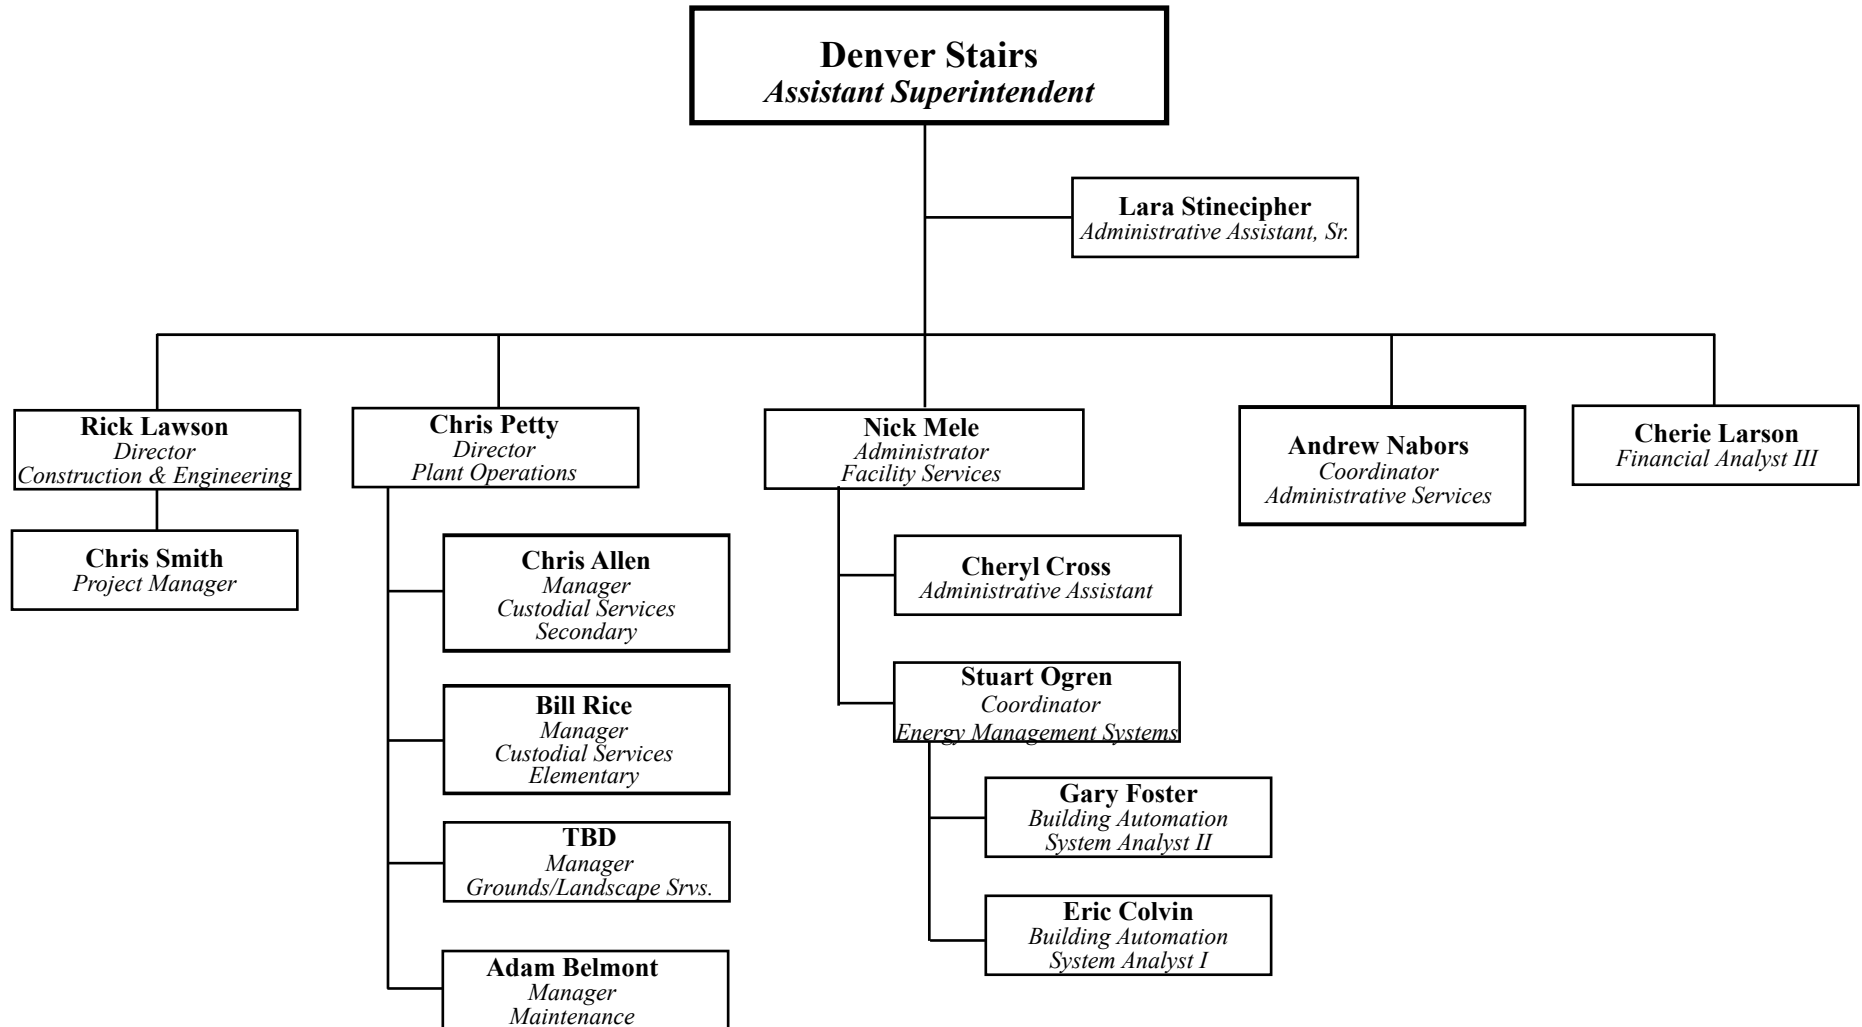 Denver Stairs
Assistant Superintendent
Lara Stinecipher
Administrative Assistant, Sr.
Rick Lawson
Director
Construction & Engineering
Chris Smith
Project Manager
Chris Petty
Director
Plant Operations
Chris Allen
Manager
Custodial Services
Secondary
Bill Rice
Manager
Custodial Services
Elementary
TBD
Manager
Grounds/Landscape Srvs.
Adam Belmont
Manager
Maintenance
Nick Mele
Administrator
Facility Services
Cheryl Cross
Administrative Assistant
Stuart Ogren
Coordinator
Energy Management Systems
Gary Foster
Building Automation
System Analyst II
Eric Colvin
Building Automation
System Analyst I
Andrew Nabors
Coordinator
Administrative Services
Cherie Larson
Financial Analyst III